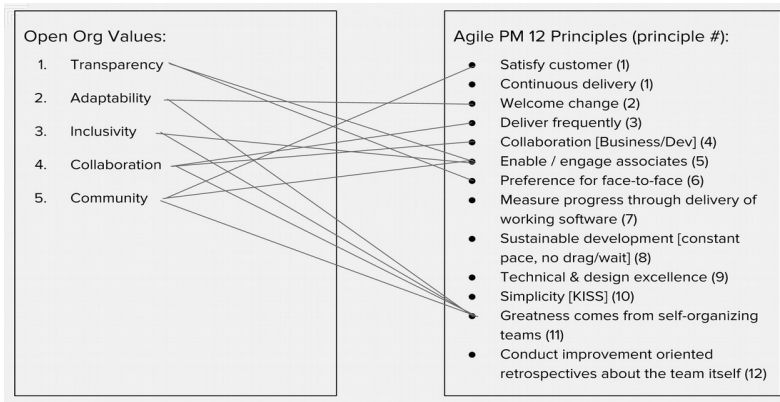 Open Org Values:
1. Transparency
2. Adaptability
3. Inclusivity
4. Collaboration
5. Community
Agile PM 12 Principles (principle #):
● Satisfy customer (1)
● Continuous delivery (1)
● Welcome change (2)
● Deliver frequently (3)
● Collaboration [Business/Dev] (4)
● Enable / engage associates (5)
● Preference for face-to-face (6)
● Measure progress through delivery of
working software (7)
● Sustainable development [constant
pace, no drag/wait] (8)
● Technical & design excellence (9)
● Simplicity [KISS] (10)
● Greatness comes from self-organizing
teams (11)
● Conduct improvement oriented
retrospectives about the team itself (12)